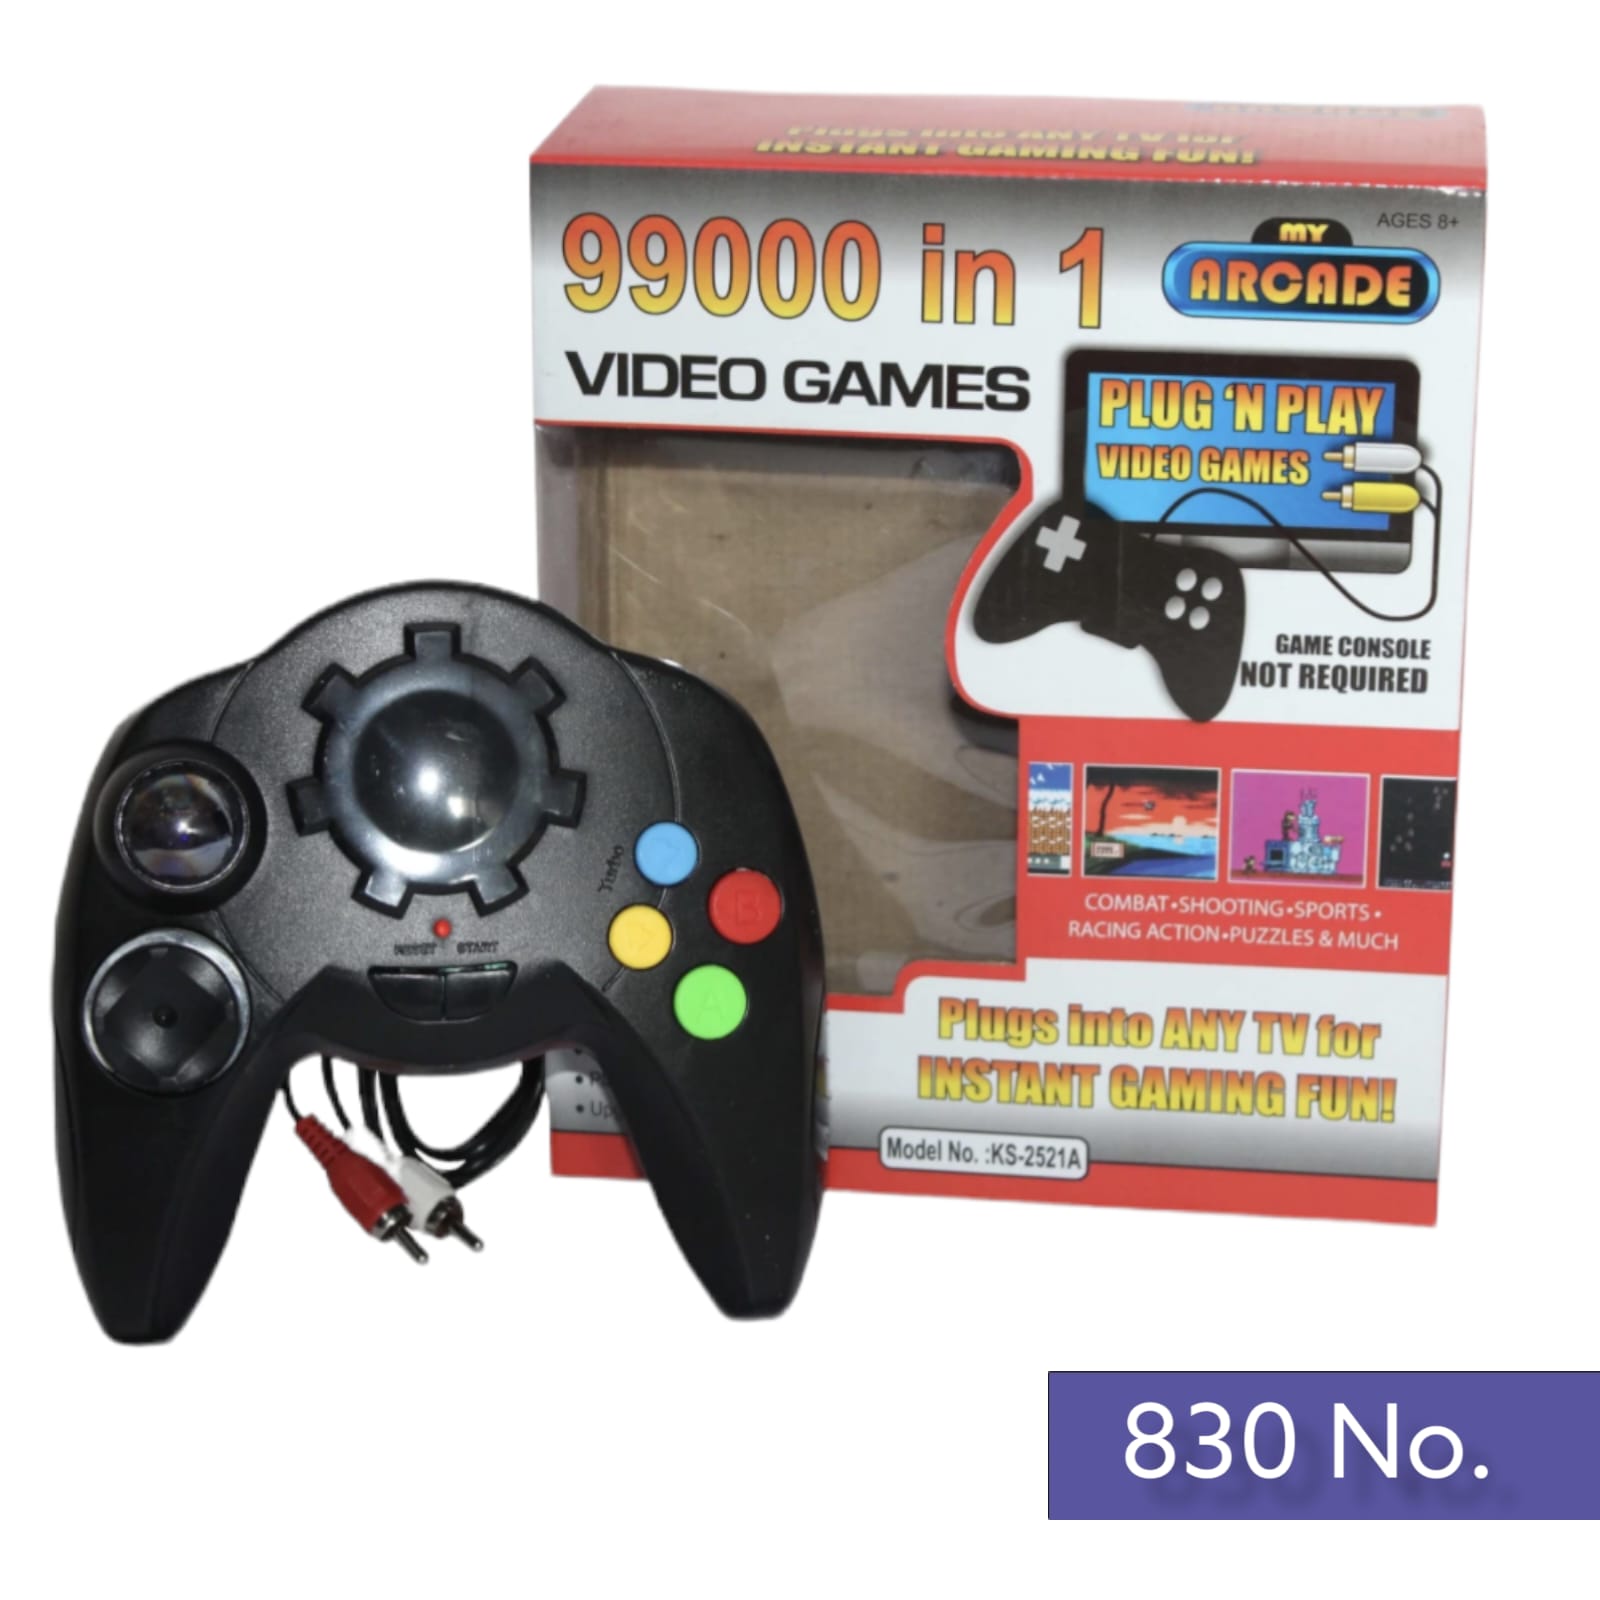 Plugs into ANY TV for
INSTANT GAMING FUN!
AGES 8+
99000 in 1
MY
ARCADE
VIDEO GAMES
PLUG ‘N PLAY
VIDEO GAMES
GAME CONSOLE
NOT REQUIRED
COMBAT•SHOOTING•SPORTS•
RACING ACTION•PUZZLES & MUCH
Plugs into ANY TV for
INSTANT GAMING FUN!
Model No. :KS-2521A
Turbo
B
A
RESET START
830 No.